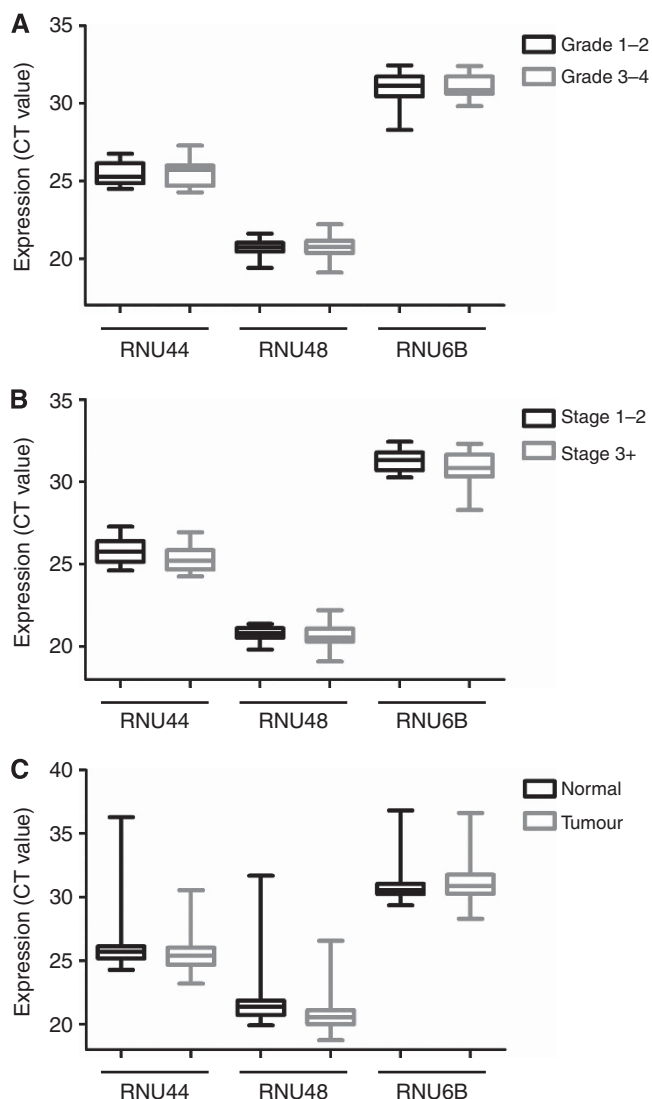 A
35
30
25
20
Expression (CT value)
Grade 1–2
Grade 3–4
RNU44
RNU48
RNU6B
B
35
30
25
20
Expression (CT value)
Stage 1–2
Stage 3+
RNU44
RNU48
RNU6B
C
40
35
30
25
20
Expression (CT value)
Normal
Tumour
RNU44
RNU48
RNU6B